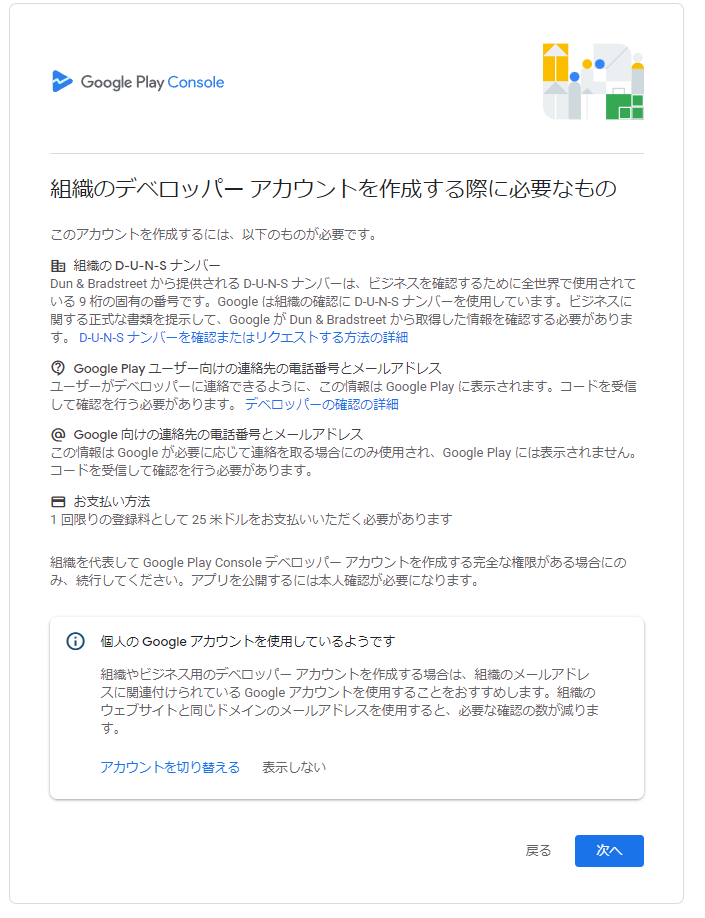 Google Play Console
組織のデベロッパー アカウントを作成する際に必要なもの
このアカウントを作成するには、以下のものが必要です。
組織の D-U-N-S ナンバー
Dun & Bradstreet から提供される D-U-N-S ナンバーは、ビジネスを確認するために全世界で使用されて
いる 9 桁の固有の番号です。Google は組織の確認に D-U-N-S ナンバーを使用しています。ビジネスに
関する正式な書類を提示して、Google が Dun & Bradstreet から取得した情報を確認する必要がありま
す。 D-U-N-S ナンバーを確認またはリクエストする方法の詳細
Google Play ユーザー向けの連絡先の電話番号とメールアドレス
ユーザーがデベロッパーに連絡できるように、この情報は Google Play に表示されます。コードを受信
して確認を行う必要があります。 デベロッパーの確認の詳細
Google 向けの連絡先の電話番号とメールアドレス
この情報は Google が必要に応じて連絡を取る場合にのみ使用され、Google Play には表示されません。
コードを受信して確認を行う必要があります。
お支払い方法
1 回限りの登録料として 25 米ドルをお支払いいただく必要があります
組織を代表して Google Play Console デベロッパー アカウントを作成する完全な権限がある場合にの
み、続行してください。アプリを公開するには本人確認が必要になります。
個人の Google アカウントを使用しているようです
組織やビジネス用のデベロッパー アカウントを作成する場合は、組織のメールアドレ
スに関連付けられている Google アカウントを使用することをおすすめします。組織の
ウェブサイトと同じドメインのメールアドレスを使用すると、必要な確認の数が減りま
す。
アカウントを切り替える 表示しない
戻る 次へ